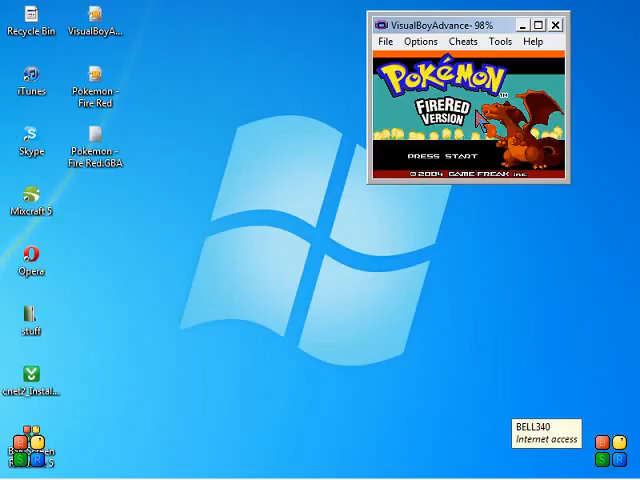 Recycle Bin
VisualBoyA...
iTunes
Pokemon -
Fire Red
Skype
Pokemon -
Fire Red.GBA
Mixcraft 5
Opera
stuff
cnet2_Instal...
VisualBoyAdvance- 98%
File Options Cheats Tools Help
POKéMON
FIRERED
VERSION
PRESS START
© 2004 GAME FREAK inc.
BELL340
Internet access
B
S R
B
S R